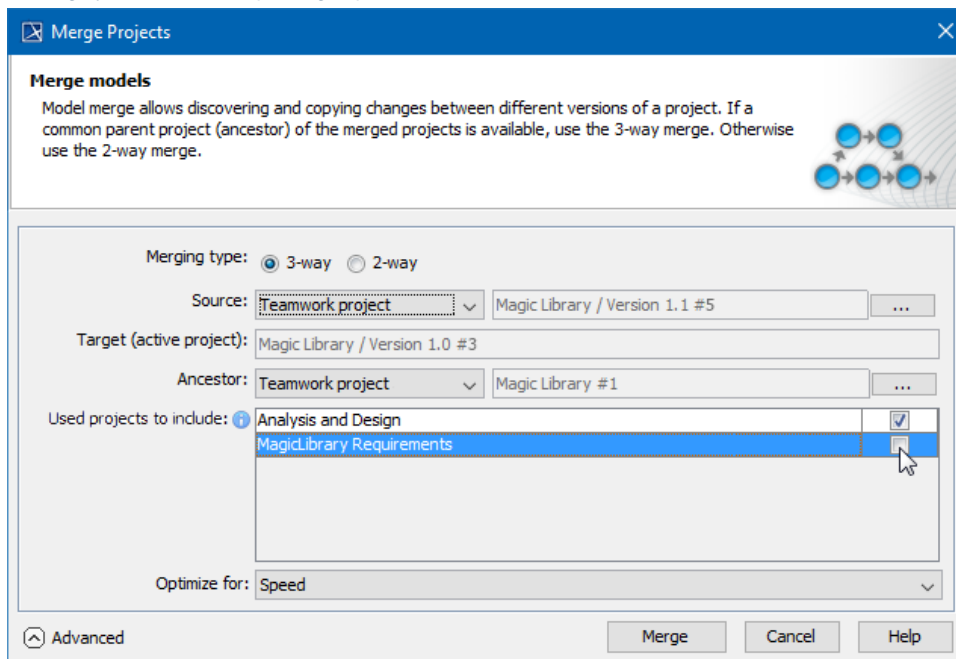 Merge Projects
Merge models
Model merge allows discovering and copying changes between different versions of a project. If a
common parent project (ancestor) of the merged projects is available, use the 3-way merge. Otherwise
use the 2-way merge.
Merging type: 3-way 2-way
Source: Teamwork project Magic Library / Version 1.1 #5 ...
Target (active project): Magic Library / Version 1.0 #3
Ancestor: Teamwork project Magic Library #1 ...
Used projects to include: Analysis and Design
MagicLibrary Requirements
Optimize for: Speed
Advanced Merge Cancel Help